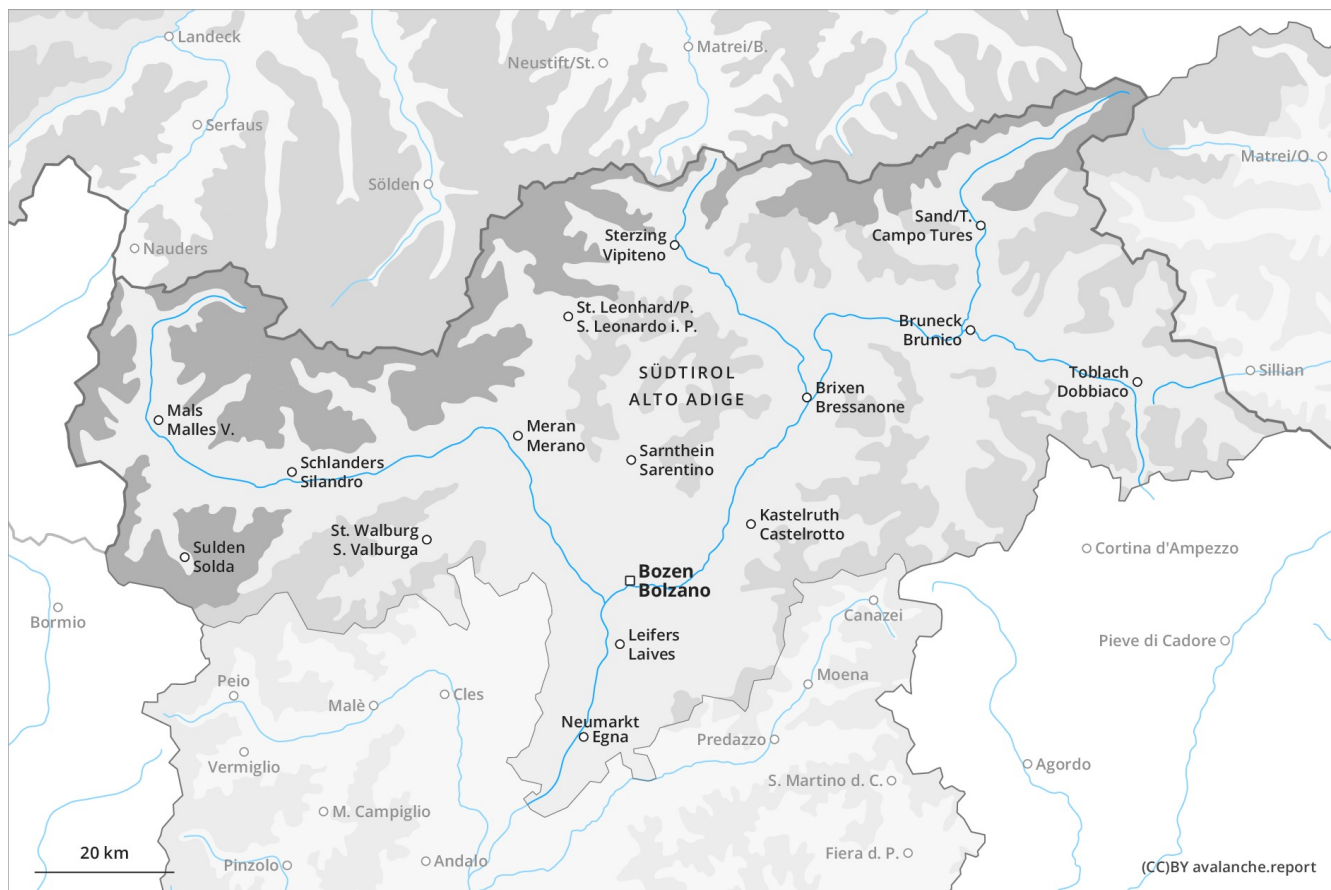 Landeck
Matrei/B.
Neustift/St.
Serfaus
Matrei/O.
Sölden
Sand/T.
Campo Tures
Nauders
Sterzing
Vipiteno
St. Leonhard/P.
S. Leonardo i. P.
Bruneck
Brunico
SÜDTIROL
ALTO ADIGE
Toblach
Dobbiaco
Sillian
Brixen
Bressanone
Mals
Malles V.
Meran
Merano
Sarnthein
Sarentino
Schlanders
Silandro
Kastelruth
Castelrotto
St. Walburg
S. Valburga
Sulden
Solda
Cortina d'Ampezzo
Bozen
Bolzano
Bormio
Canazei
Leifers
Laives
Pieve di Cadore
Peio
Moena
Malè
Cles
Neumarkt
Egna
Predazzo
Vermiglio
Agordo
S. Martino d. C.
M. Campiglio
20 km
Pinzolo
Andalo
Fiera d. P.
(CC)BY avalanche.report